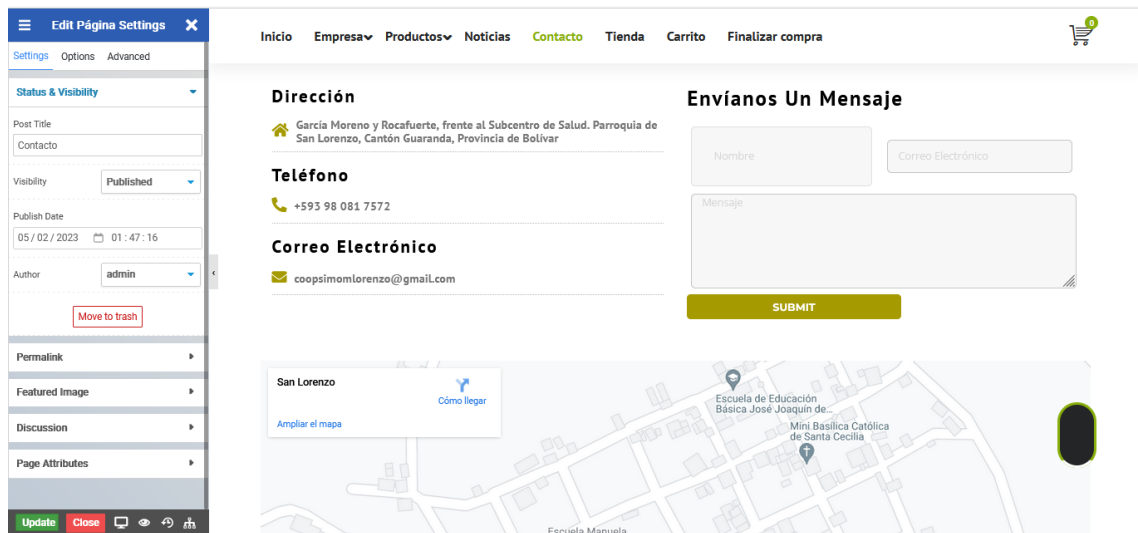 Edit Página Settings
Settings Options Advanced
Status & Visibility
Post Title
Contacto
Visibility Published
Publish Date
05 / 02 / 2023 01 : 47 : 16
Author admin
Move to trash
Permalink
Featured Image
Discussion
Page Attributes
Update Close
Inicio Empresa Productos Noticias Contacto Tienda Carrito Finalizar compra
0
Dirección
García Moreno y Rocafuerte, frente al Subcentro de Salud. Parroquia de
San Lorenzo, Cantón Guaranda, Provincia de Bolívar
Teléfono
+593 98 081 7572
Correo Electrónico
coopsimomlorenzo@gmail.com
Envíanos Un Mensaje
Nombre
Correo Electrónico
Mensaje
SUBMIT
San Lorenzo
Cómo llegar
Ampliar el mapa
Escuela de Educación
Básica José Joaquín de...
Mini Basílica Católica
de Santa Cecilia
Escuela Manuela